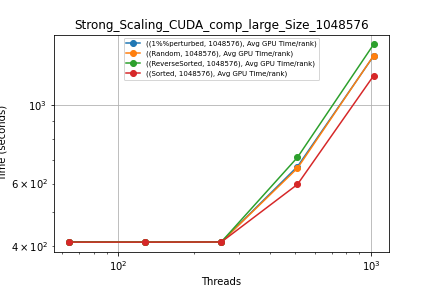 Strong_Scaling_CUDA_comp_large_Size_1048576
((1%%perturbed, 1048576), Avg GPU Time/rank)
((Random, 1048576), Avg GPU Time/rank)
((ReverseSorted, 1048576), Avg GPU Time/rank)
((Sorted, 1048576), Avg GPU Time/rank)
Time (seconds)
10³
6 × 10²
4 × 10²
10² 10³
Threads